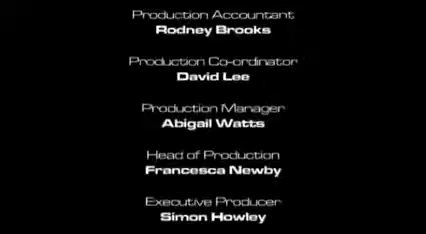 Production Accountant
Rodney Brooks
Production Co-ordinator
David Lee
Production Manager
Abigail Watts
Head of Production
Francesca Newby
Executive Producer
Simon Howley